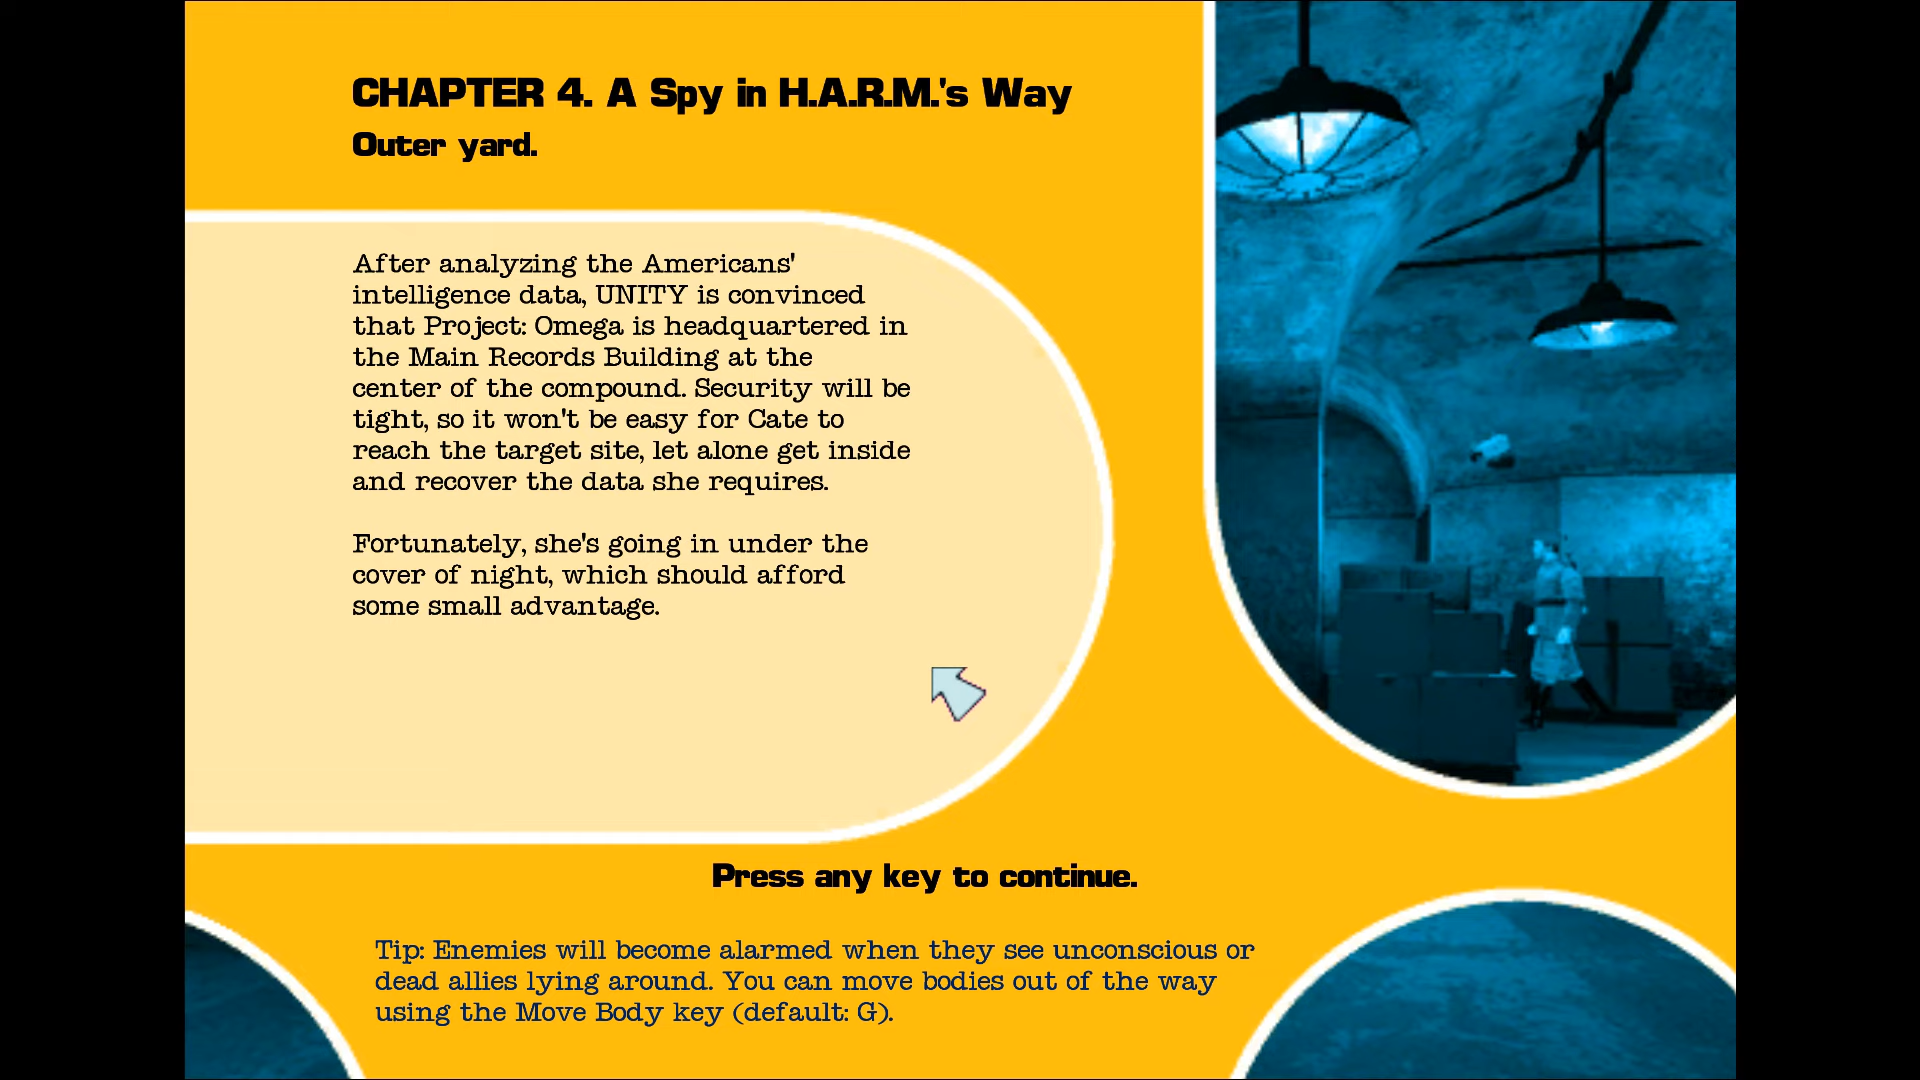 CHAPTER 4. A Spy in H.A.R.M.'s Way
Outer yard.
After analyzing the Americans'
intelligence data, UNITY is convinced
that Project: Omega is headquartered in
the Main Records Building at the
center of the compound. Security will be
tight, so it won't be easy for Cate to
reach the target site, let alone get inside
and recover the data she requires.
Fortunately, she's going in under the
cover of night, which should afford
some small advantage.
Press any key to continue.
Tip: Enemies will become alarmed when they see unconscious or
dead allies lying around. You can move bodies out of the way
using the Move Body key (default: G).